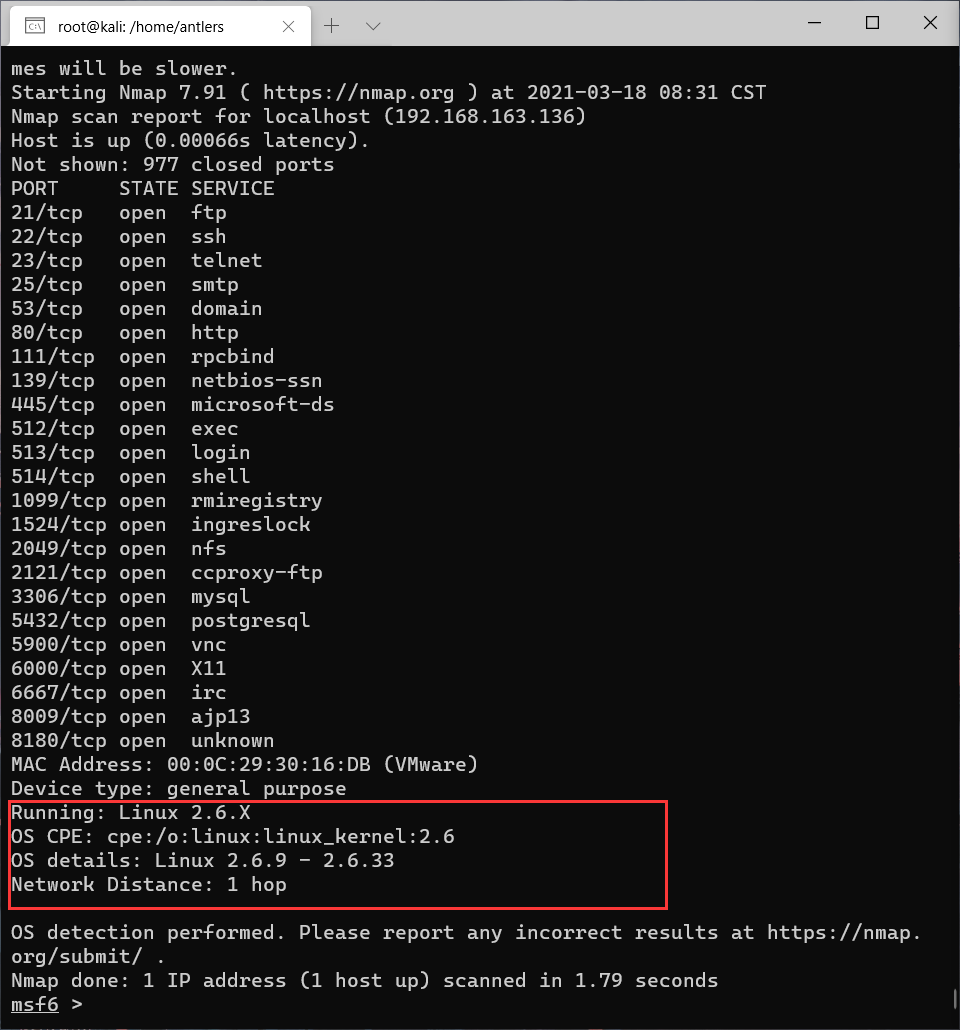 root@kali: /home/antlers
mes will be slower.
Starting Nmap 7.91 ( https://nmap.org ) at 2021-03-18 08:31 CST
Nmap scan report for localhost (192.168.163.136)
Host is up (0.00066s latency).
Not shown: 977 closed ports
PORT     STATE SERVICE
21/tcp   open  ftp
22/tcp   open  ssh
23/tcp   open  telnet
25/tcp   open  smtp
53/tcp   open  domain
80/tcp   open  http
111/tcp  open  rpcbind
139/tcp  open  netbios-ssn
445/tcp  open  microsoft-ds
512/tcp  open  exec
513/tcp  open  login
514/tcp  open  shell
1099/tcp open  rmiregistry
1524/tcp open  ingreslock
2049/tcp open  nfs
2121/tcp open  ccproxy-ftp
3306/tcp open  mysql
5432/tcp open  postgresql
5900/tcp open  vnc
6000/tcp open  X11
6667/tcp open  irc
8009/tcp open  ajp13
8180/tcp open  unknown
MAC Address: 00:0C:29:30:16:DB (VMware)
Device type: general purpose
Running: Linux 2.6.X
OS CPE: cpe:/o:linux:linux_kernel:2.6
OS details: Linux 2.6.9 - 2.6.33
Network Distance: 1 hop
OS detection performed. Please report any incorrect results at https://nmap.
org/submit/ .
Nmap done: 1 IP address (1 host up) scanned in 1.79 seconds
msf6 >